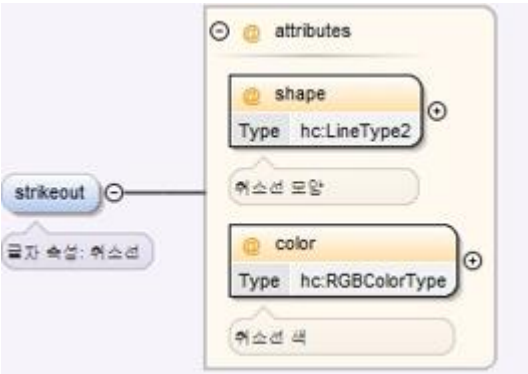 @ attributes
@ shape
Type hc:LineType2
취소선 모양
strikeout
글자 속성: 취소선
@ color
Type hc:RGBColorType
취소선 색